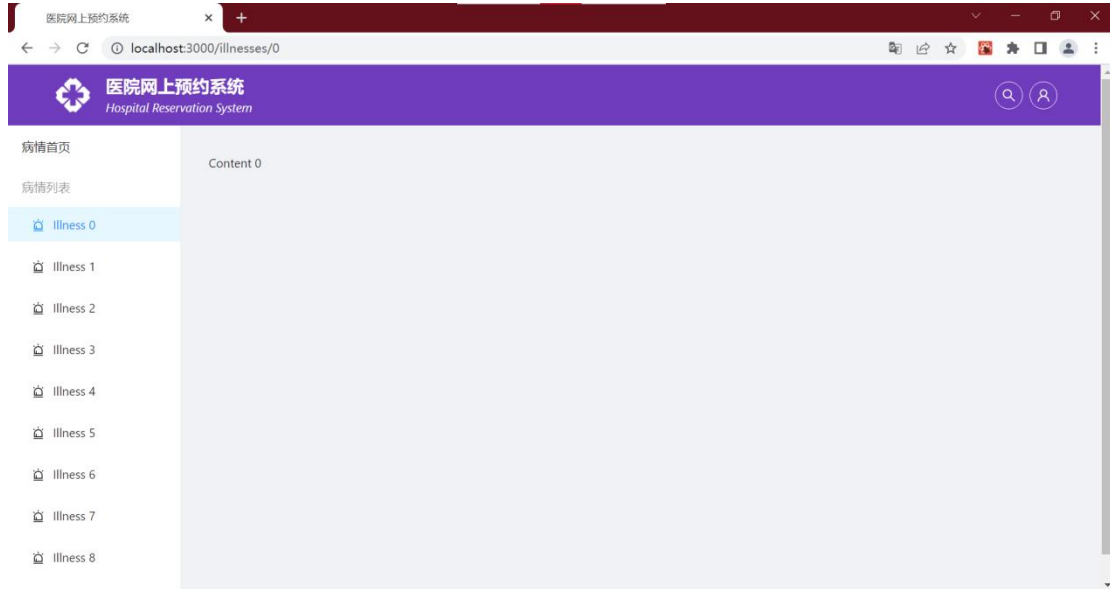 医院网上预约系统
localhost:3000/illnesses/0
医院网上预约系统
Hospital Reservation System
病情首页
Content 0
病情列表
Illness 0
Illness 1
Illness 2
Illness 3
Illness 4
Illness 5
Illness 6
Illness 7
Illness 8